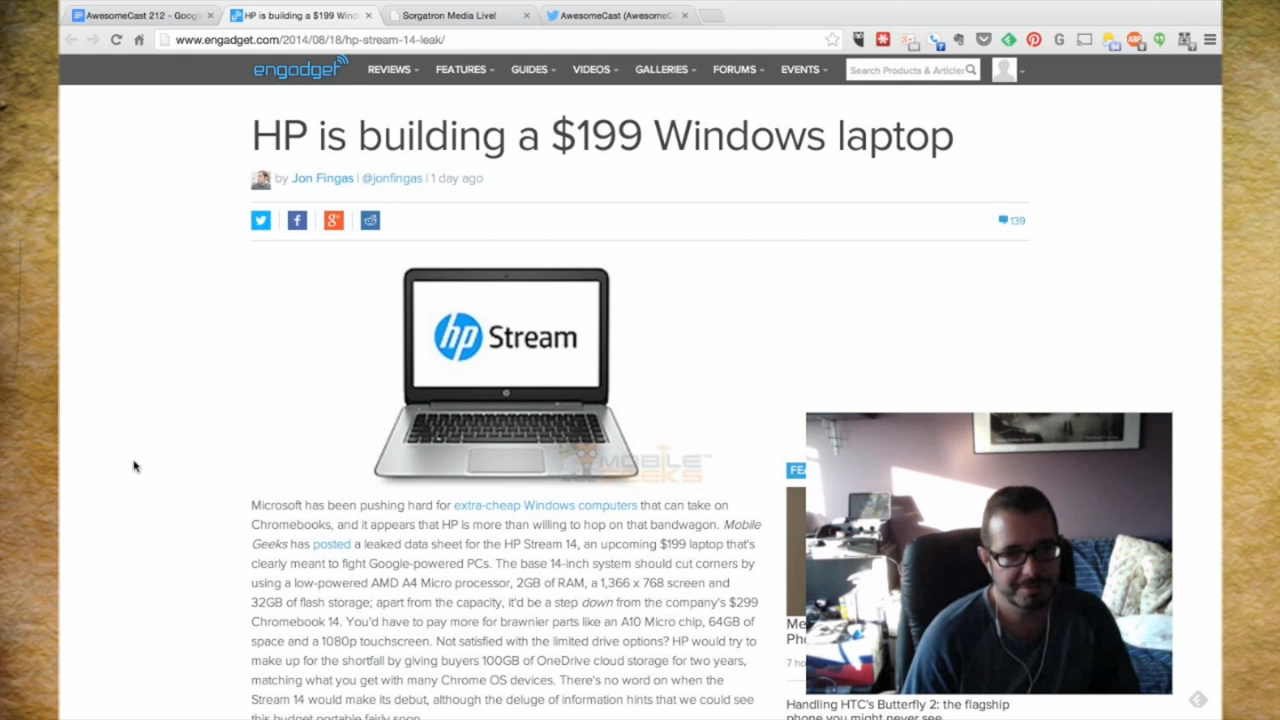 AwesomeCast 212 - Goog
HP is building a $199 Wind
Sorgatron Media Live!
AwesomeCast (AwesomeC
www.engadget.com/2014/08/18/hp-stream-14-leak/
engadget
REVIEWS
FEATURES
GUIDES
VIDEOS
GALLERIES
FORUMS
EVENTS
Search Products & Articles
HP is building a $199 Windows laptop
by Jon Fingas | @jonfingas | 1 day ago
139
hp Stream
MOBILE
GEEKS
Microsoft has been pushing hard for extra-cheap Windows computers that can take on
Chromebooks, and it appears that HP is more than willing to hop on that bandwagon. Mobile
Geeks has posted a leaked data sheet for the HP Stream 14, an upcoming $199 laptop that's
clearly meant to fight Google-powered PCs. The base 14-inch system should cut corners by
using a low-powered AMD A4 Micro processor, 2GB of RAM, a 1,366 x 768 screen and
32GB of flash storage; apart from the capacity, it'd be a step down from the company's $299
Chromebook 14. You'd have to pay more for brawnier parts like an A10 Micro chip, 64GB of
space and a 1080p touchscreen. Not satisfied with the limited drive options? HP would try to
make up for the shortfall by giving buyers 100GB of OneDrive cloud storage for two years,
matching what you get with many Chrome OS devices. There's no word on when the
Stream 14 would make its debut, although the deluge of information hints that we could see
this budget portable fairly soon.
FEA
Me
Pho
7 ho
Handling HTC's Butterfly 2: the flagship
phone you might never see